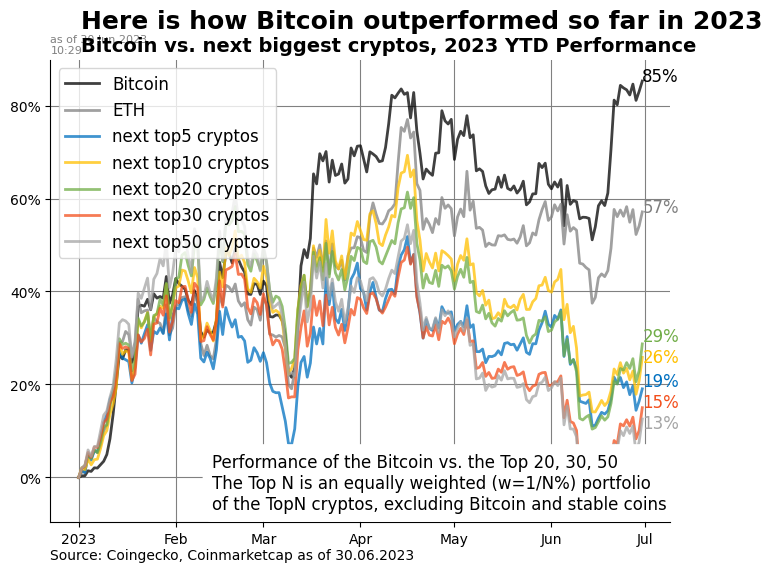 Here is how Bitcoin outperformed so far in 2023
as of 30 Jun 2023
10:29
Bitcoin vs. next biggest cryptos, 2023 YTD Performance
Bitcoin
ETH
next top5 cryptos
next top10 cryptos
next top20 cryptos
next top30 cryptos
next top50 cryptos
80%
60%
40%
20%
0%
85%
57%
29%
26%
19%
15%
13%
Performance of the Bitcoin vs. the Top 20, 30, 50
The Top N is an equally weighted (w=1/N%) portfolio
of the TopN cryptos, excluding Bitcoin and stable coins
2023 Feb Mar Apr May Jun Jul
Source: Coingecko, Coinmarketcap as of 30.06.2023